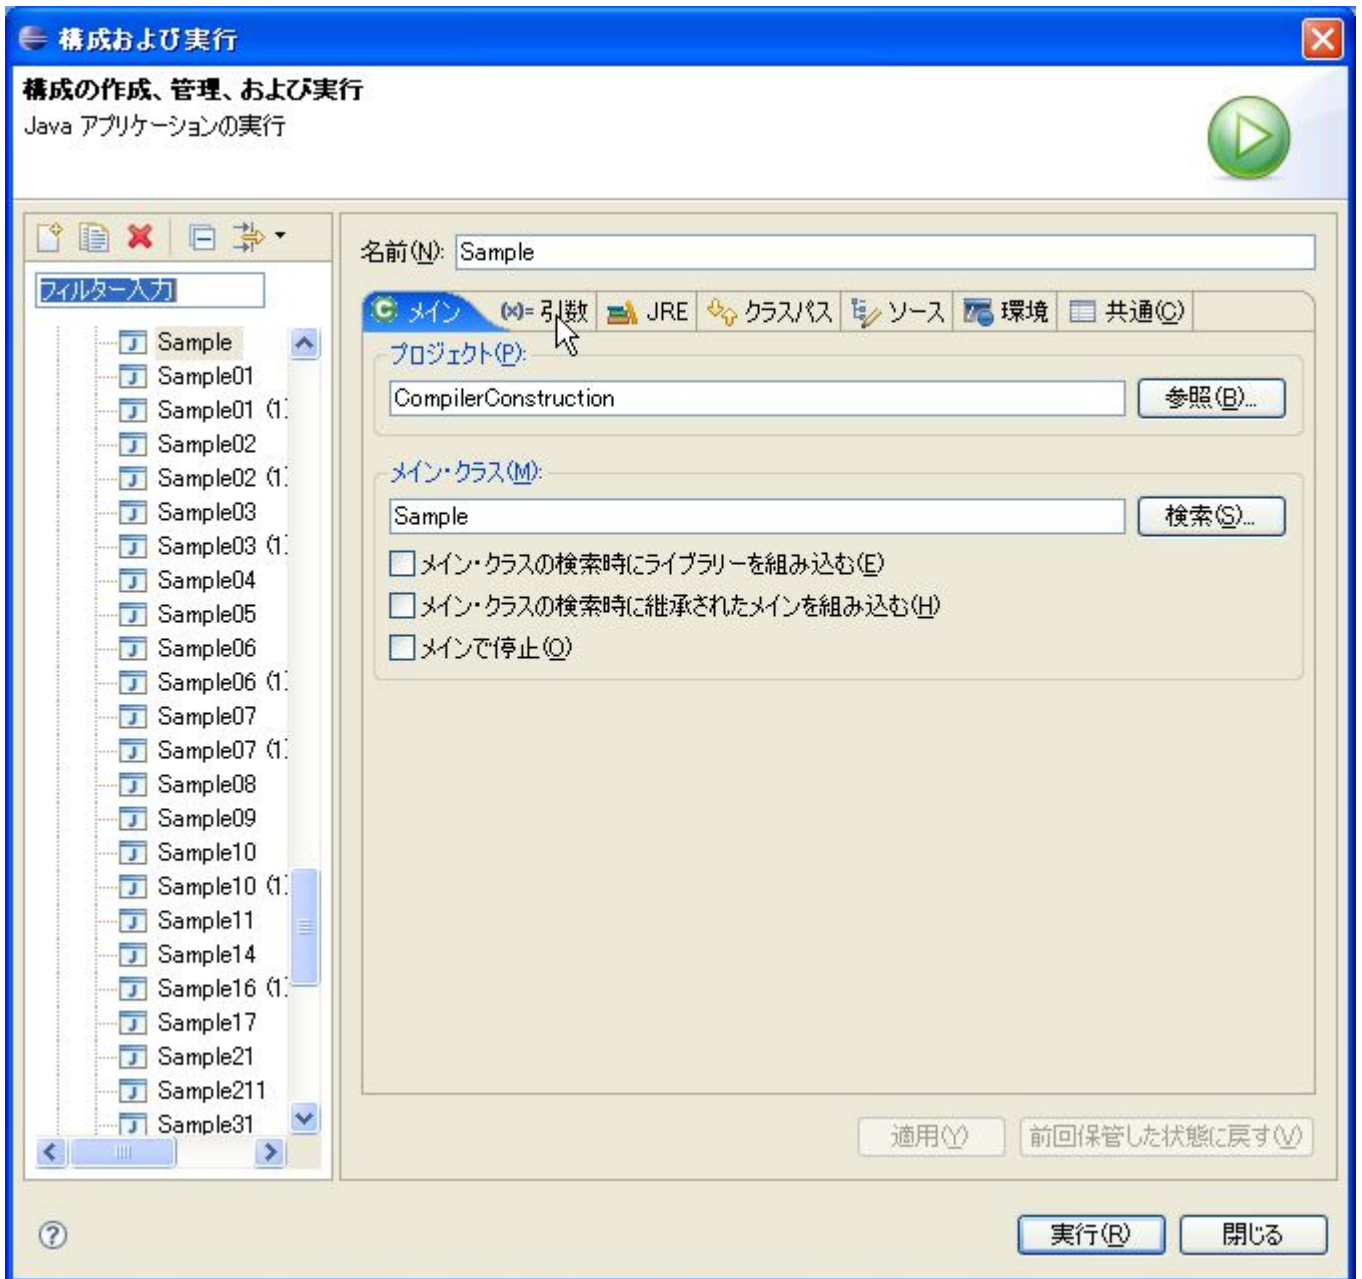 構成および実行
構成の作成、管理、および実行
Java アプリケーションの実行
フィルター入力
Sample
Sample01
Sample01 (1)
Sample02
Sample02 (1)
Sample03
Sample03 (1)
Sample04
Sample05
Sample06
Sample06 (1)
Sample07
Sample07 (1)
Sample08
Sample09
Sample10
Sample10 (1)
Sample11
Sample14
Sample16 (1)
Sample17
Sample21
Sample211
Sample31
名前(N): Sample
メイン (x)= 引数 JRE クラスパス ソース 環境 共通(C)
プロジェクト(P):
CompilerConstruction 参照(B)...
メイン・クラス(M):
Sample 検索(S)...
メイン・クラスの検索時にライブラリーを組み込む(E)
メイン・クラスの検索時に継承されたメインを組み込む(H)
メインで停止(O)
適用(Y) 前回保管した状態に戻す(V)
? 実行(R) 閉じる